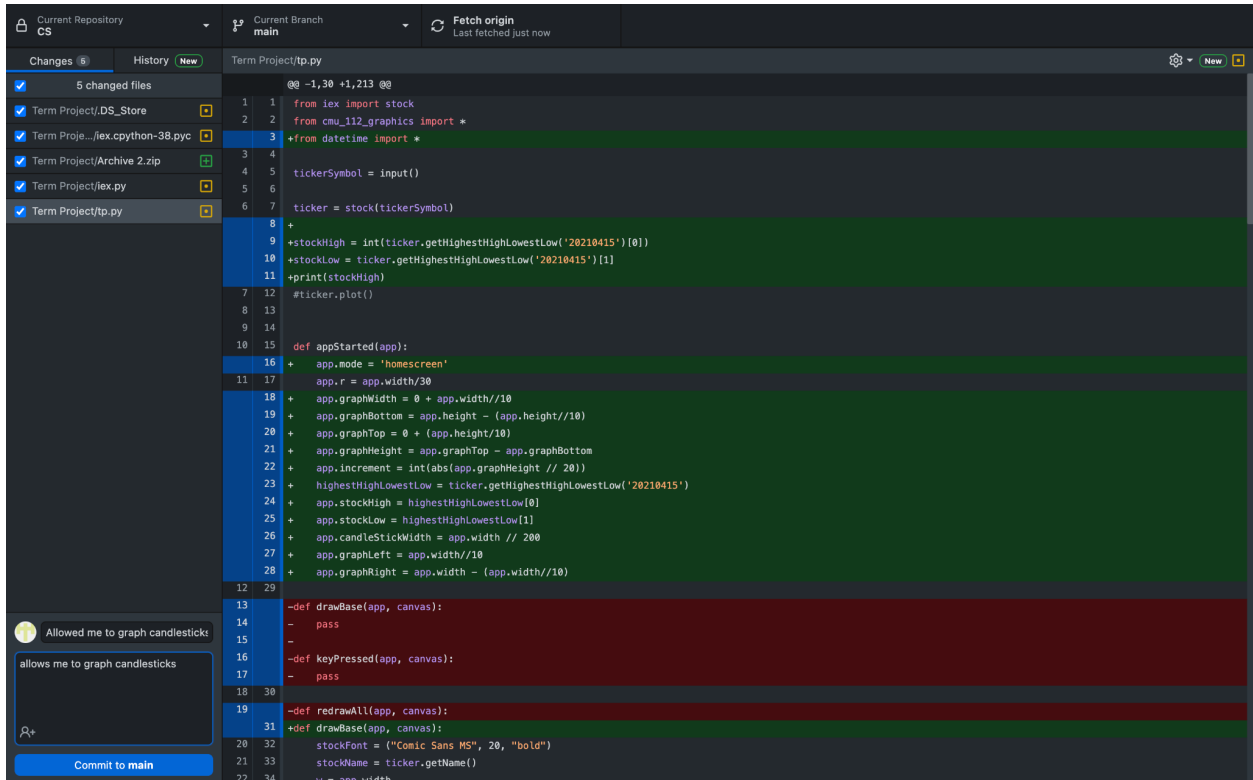 Current Repository
CS
Current Branch
main
Fetch origin
Last fetched just now
Changes 6
History New
Term Project/tp.py
New
5 changed files
Term Project/.DS_Store
Term Proje.../iex.cpython-38.pyc
Term Project/Archive 2.zip
Term Project/iex.py
Term Project/tp.py
@@ -1,30 +1,213 @@
1 1 from iex import stock
2 2 from cmu_112_graphics import *
3 +from datetime import *
3 4
4 5 tickerSymbol = input()
5 6
6 7 ticker = stock(tickerSymbol)
8 +
9 +stockHigh = int(ticker.getHighestHighLowestLow('20210415')[0])
10 +stockLow = ticker.getHighestHighLowestLow('20210415')[1]
11 +print(stockHigh)
7 12 #ticker.plot()
8 13
9 14
10 15 def appStarted(app):
16 + app.mode = 'homescreen'
11 17 app.r = app.width/30
18 + app.graphWidth = 0 + app.width//10
19 + app.graphBottom = app.height - (app.height//10)
20 + app.graphTop = 0 + (app.height/10)
21 + app.graphHeight = app.graphTop - app.graphBottom
22 + app.increment = int(abs(app.graphHeight // 20))
23 + highestHighLowestLow = ticker.getHighestHighLowestLow('20210415')
24 + app.stockHigh = highestHighLowestLow[0]
25 + app.stockLow = highestHighLowestLow[1]
26 + app.candleStickWidth = app.width // 200
27 + app.graphLeft = app.width//10
28 + app.graphRight = app.width - (app.width//10)
12 29
13 -def drawBase(app, canvas):
14 - pass
15 -
16 -def keyPressed(app, canvas):
17 - pass
18 30
19 -def redrawAll(app, canvas):
31 +def drawBase(app, canvas):
20 32 stockFont = ("Comic Sans MS", 20, "bold")
21 33 stockName = ticker.getName()
22 34 w = app.width
Allowed me to graph candlesticks
allows me to graph candlesticks
Commit to main